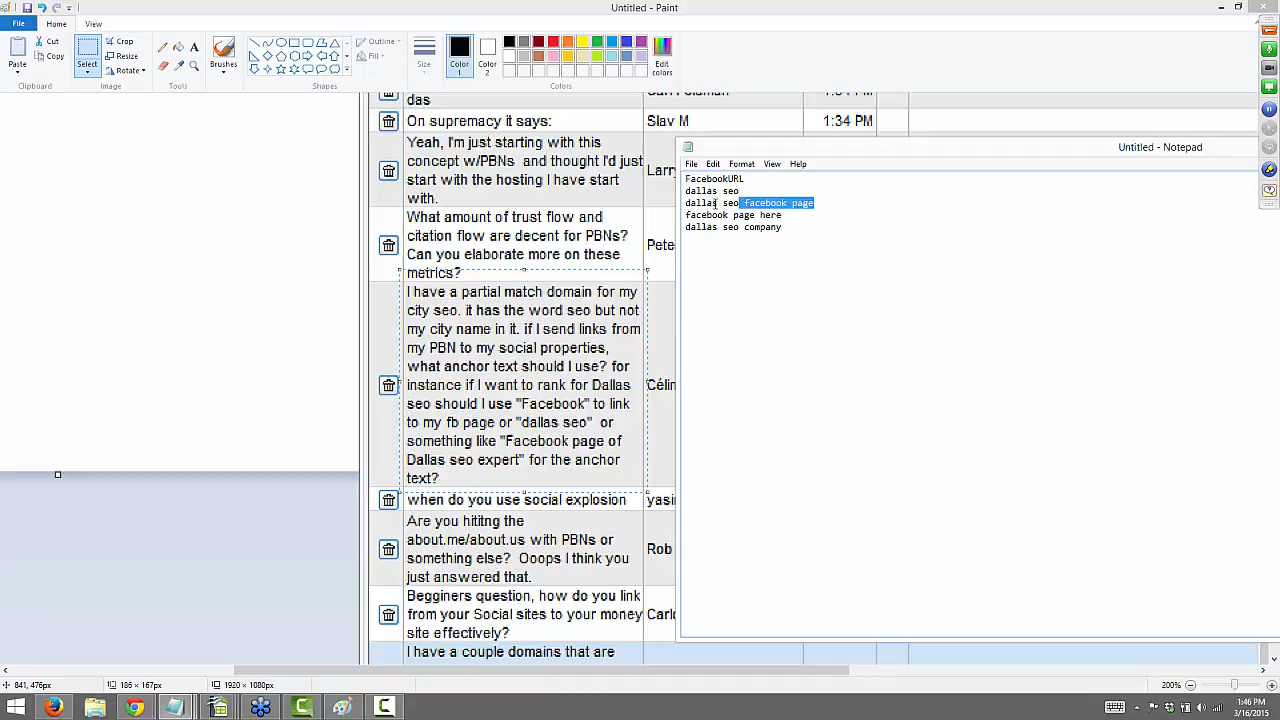 Untitled - Paint
File
Home
View
Paste
Cut
Copy
Clipboard
Select
Crop
Resize
Rotate
Image
Tools
Brushes
Outline
Fill
Shapes
Size
Color 1
Color 2
Edit colors
Colors
das
On supremacy it says:
Slav M
1:34 PM
Yeah, I'm just starting with this
concept w/PBNs and thought I'd just
start with the hosting I have start
with.
Larry
What amount of trust flow and
citation flow are decent for PBNs?
Can you elaborate more on these
metrics?
Pete
I have a partial match domain for my
city seo. it has the word seo but not
my city name in it. if I send links from
my PBN to my social properties,
what anchor text should I use? for
instance if I want to rank for Dallas
seo should I use "Facebook" to link
to my fb page or "dallas seo" or
something like "Facebook page of
Dallas seo expert" for the anchor
text?
Célin
when do you use social explosion
yasi
Are you hiitng the
about.me/about.us with PBNs or
something else? Ooops I think you
just answered that.
Rob
Begginers question, how do you link
from your Social sites to your money
site effectively?
Carlo
I have a couple domains that are
Untitled - Notepad
File Edit Format View Help
FacebookURL
dallas seo
dallas seo facebook page
facebook page here
dallas seo company
841, 476px
186 × 167px
1920 × 1080px
200%
1:46 PM
3/16/2015